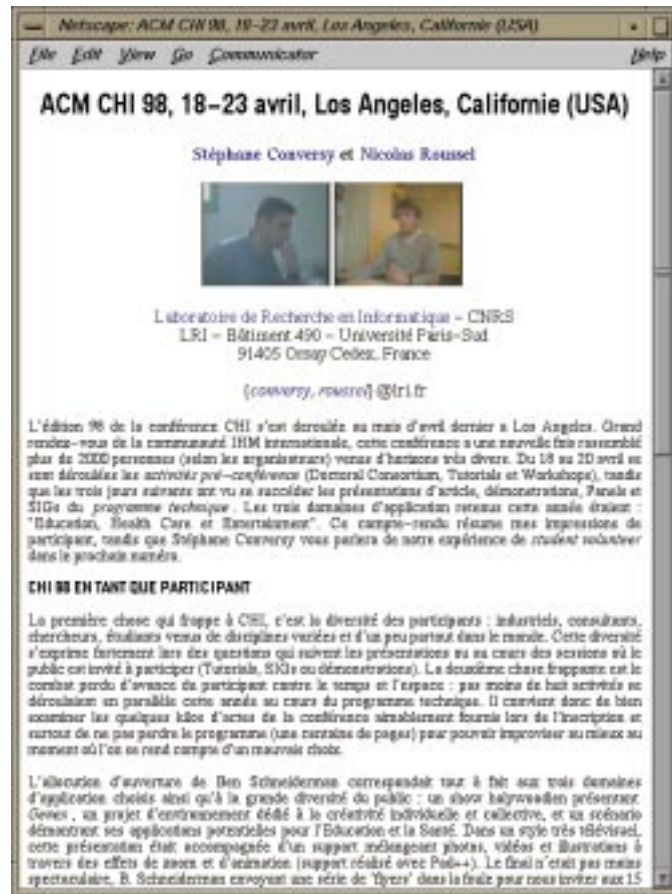 Netscape: ACM CHI 98, 18-23 avril, Los Angeles, Californie (USA)
File Edit View Go Communicator Help
ACM CHI 98, 18-23 avril, Los Angeles, Californie (USA)
Stéphane Conversy et Nicolas Roussel
Laboratoire de Recherche en Informatique - CNRS
LRI - Bâtiment 490 - Université Paris-Sud
91405 Orsay Cedex, France
{conversy, roussel}@lri.fr
L'édition 98 de la conférence CHI s'est deroulée au mois d'avril dernier a Los Angeles. Grand
rendez-vous de la communauté IHM internationale, cette conférence a une nouvelle fois rassemblé
plus de 2000 personnes (selon les organisateurs) venus d'horizons très divers. Du 18 au 20 avril se
sont déroulées les activités pré-conférence (Doctoral Consortium, Tutorials et Workshops), tandis
que les trois jours suivants ont vu se succéder les présentations d'article, démonstrations, Panels et
SIGs du programme technique. Les trois domaines d'application retenus cette année étaient :
"Education, Health Care et Entertainment". Ce compte-rendu résume mes impressions de
participant, tandis que Stéphane Conversy vous parlera de notre expérience de student volunteer
dans le prochain numéro.
CHI 98 EN TANT QUE PARTICIPANT
La première chose qui frappe à CHI, c'est la diversité des participants : industriels, consultants,
chercheurs, étudiants venus de disciplines variées et d'un peu partout dans le monde. Cette diversité
s'exprime fortement lors des questions qui suivent les présentations ou au cours des sessions où le
public est invité à participer (Tutorials, SIGs ou démonstrations). La deuxième chose frappante est le
combat perdu d'avance du participant contre le temps et l'espace : pas moins de huit activités se
déroulaient en parallèle cette année au cours du programme technique. Il convient donc de bien
examiner les quelques kilos d'actes de la conférence aimablement fournis lors de l'inscription et
surtout de ne pas perdre le programme (une centaine de pages) pour pouvoir improviser au mieux au
moment où l'on se rend compte d'un mauvais choix.
L'allocution d'ouverture de Ben Schneiderman correspondait tout à fait aux trois domaines
d'application choisis ainsi qu'à la grande diversité du public : un show holywoodien présentant
Genex, un projet d'environnement dédié à la créativité individuelle et collective, et un scénario
démontrant ses applications potentielles pour l'Education et la Santé. Dans un style très télévisuel,
cette présentation était accompagnée d'un support mélangeant photos, vidéos et illustrations à
travers des effets de zoom et d'animation (support réalisé avec Pad++). Le final n'etait pas moins
spectaculaire, B. Schneiderman envoyant une série de 'flyers' dans la foule pour nous inviter aux 15